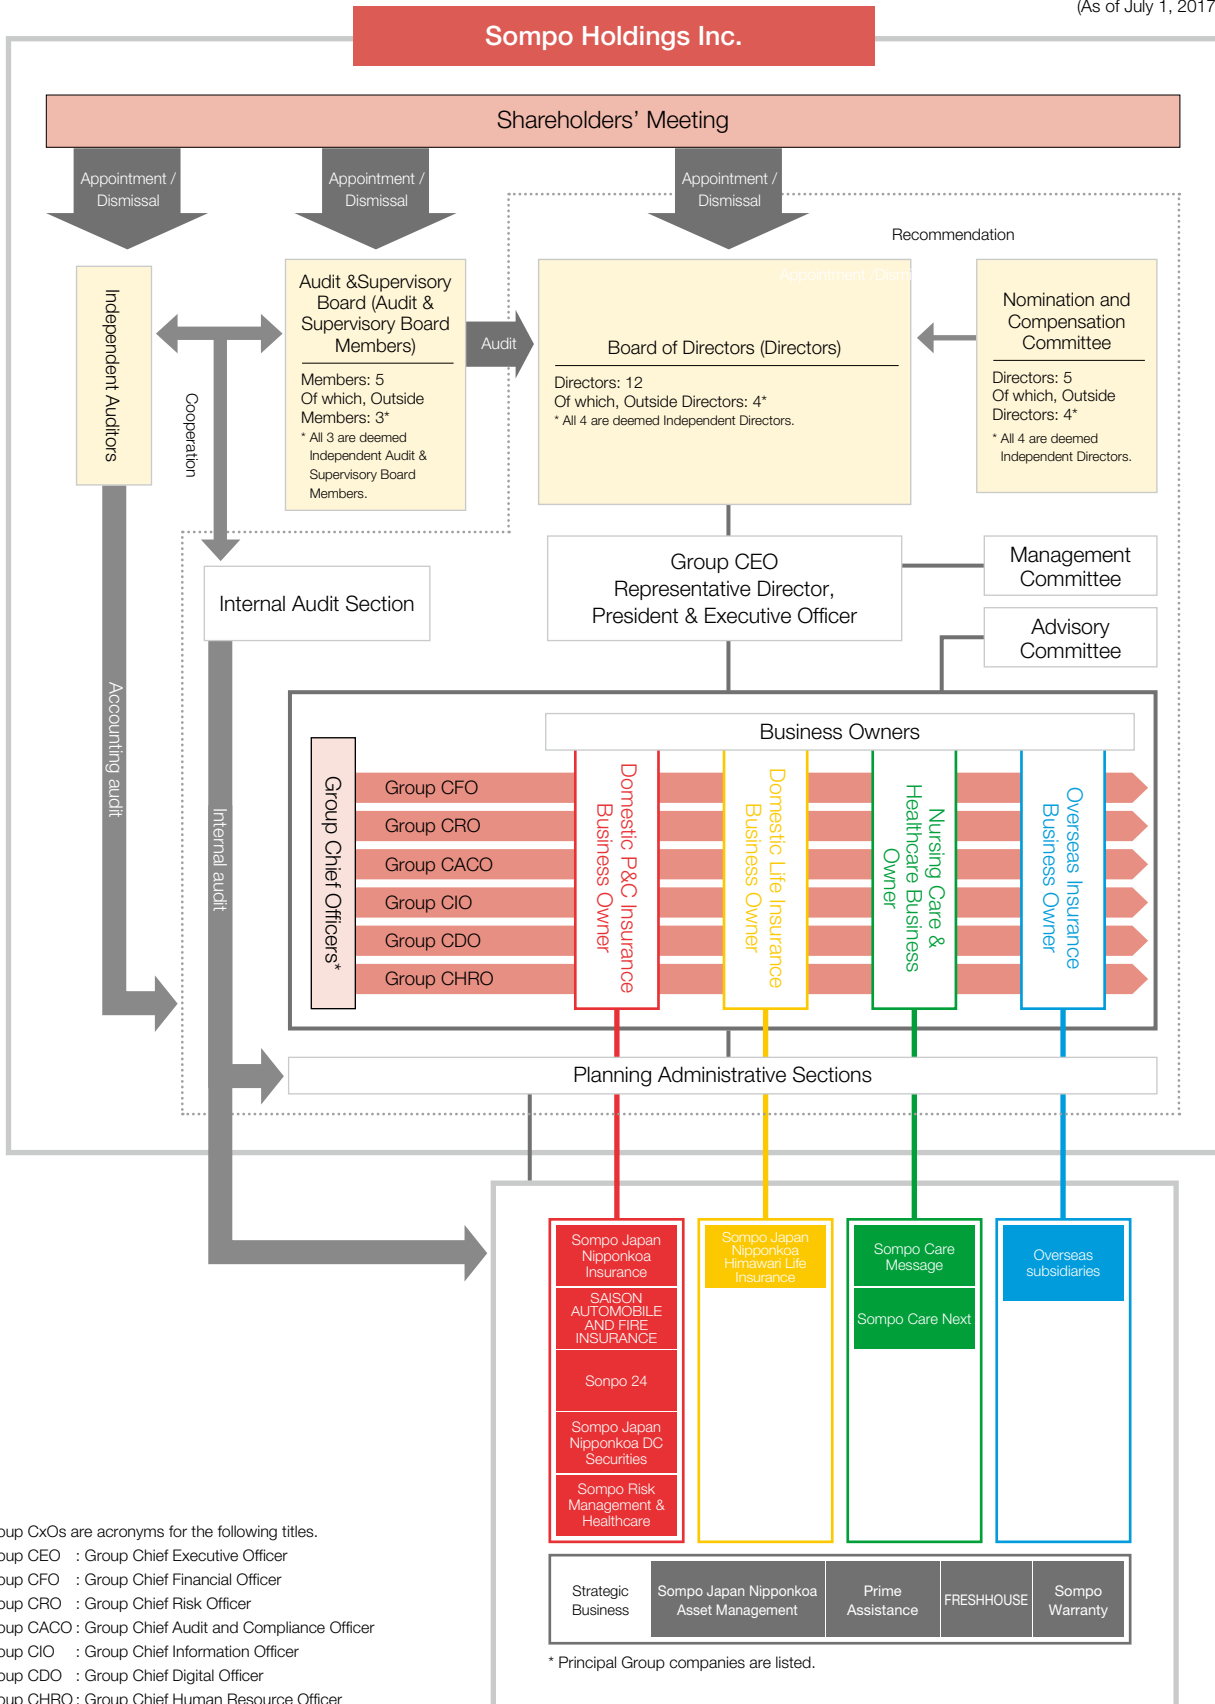 (As of July 1, 2017
Sompo Holdings Inc.
Shareholders’ Meeting
Appointment /
Dismissal
Appointment /
Dismissal
Appointment /
Dismissal
Recommendation
Independent Auditors
Cooperation
Audit &Supervisory
Board (Audit &
Supervisory Board
Members)
Members: 5
Of which, Outside
Members: 3*
* All 3 are deemed
Independent Audit &
Supervisory Board
Members.
Audit
Appointment /Dismi
Board of Directors (Directors)
Directors: 12
Of which, Outside Directors: 4*
* All 4 are deemed Independent Directors.
Nomination and
Compensation
Committee
Directors: 5
Of which, Outside
Directors: 4*
* All 4 are deemed
Independent Directors.
Internal Audit Section
Group CEO
Representative Director,
President & Executive Officer
Management
Committee
Advisory
Committee
Accounting audit
Internal audit
Business Owners
Group Chief Officers*
Group CFO
Group CRO
Group CACO
Group CIO
Group CDO
Group CHRO
Domestic P&C Insurance
Business Owner
Domestic Life Insurance
Business Owner
Nursing Care &
Healthcare Business
Owner
Overseas Insurance
Business Owner
Planning Administrative Sections
Sompo Japan
Nipponkoa
Insurance
SAISON
AUTOMOBILE
AND FIRE
INSURANCE
Sonpo 24
Sompo Japan
Nipponkoa DC
Securities
Sompo Risk
Management &
Healthcare
Sompo Japan
Nipponkoa
Himawari Life
Insurance
Sompo Care
Message
Sompo Care Next
Overseas
subsidiaries
Strategic
Business
Sompo Japan Nipponkoa
Asset Management
Prime
Assistance
FRESHHOUSE
Sompo
Warranty
* Principal Group companies are listed.
oup CxOs are acronyms for the following titles.
oup CEO : Group Chief Executive Officer
oup CFO : Group Chief Financial Officer
oup CRO : Group Chief Risk Officer
oup CACO : Group Chief Audit and Compliance Officer
oup CIO : Group Chief Information Officer
oup CDO : Group Chief Digital Officer
oup CHRO : Group Chief Human Resource Officer